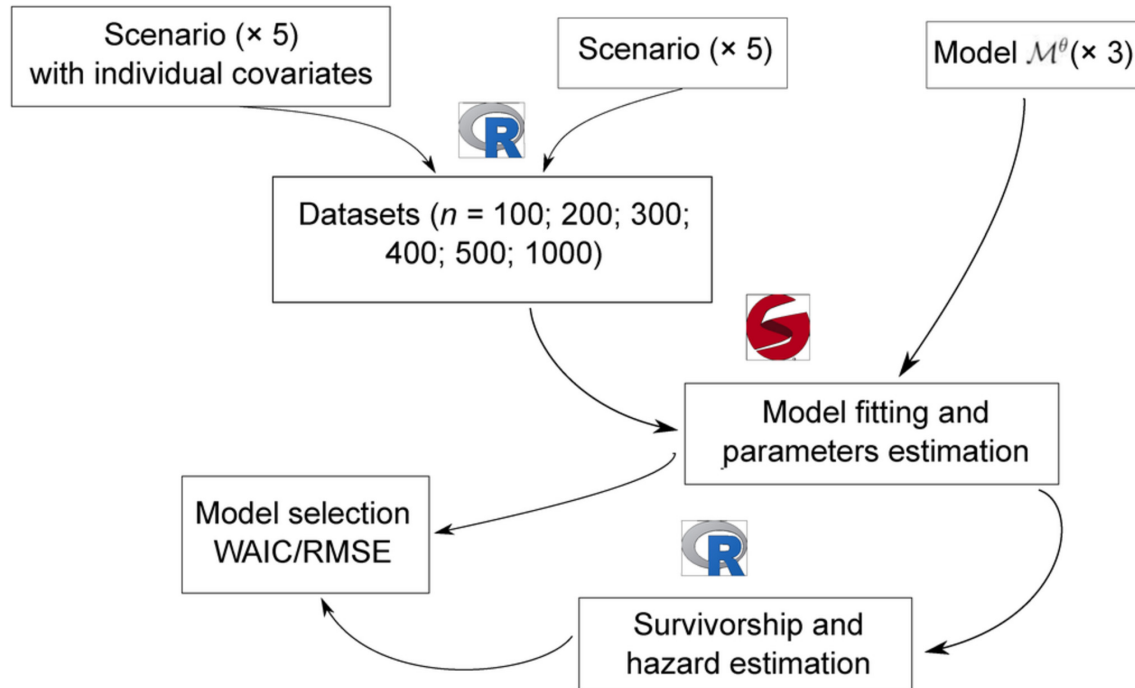 Scenario (× 5)
with individual covariates
Scenario (× 5)
Model ℳ^θ(× 3)
R
Datasets (n = 100; 200; 300;
400; 500; 1000)
S
Model fitting and
parameters estimation
Model selection
WAIC/RMSE
R
Survivorship and
hazard estimation